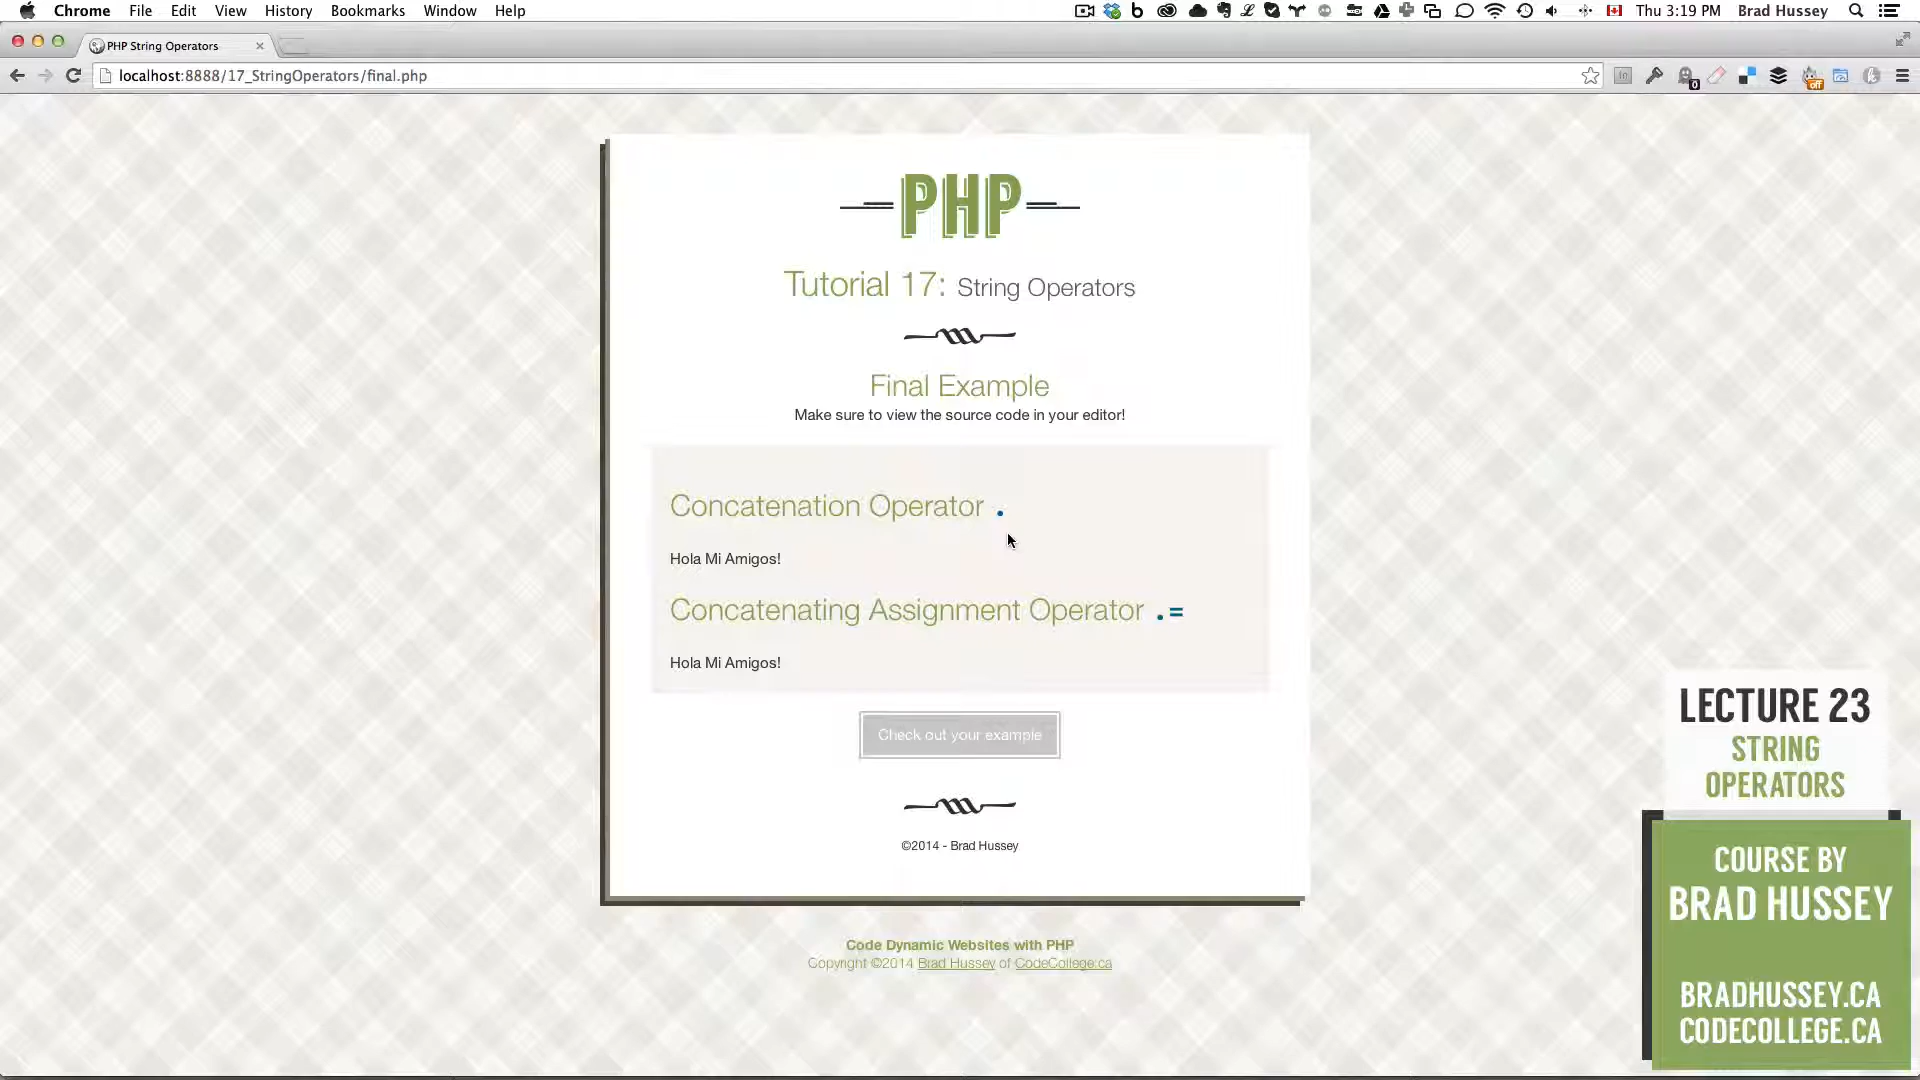 Chrome File Edit View History Bookmarks Window Help Thu 3:19 PM Brad Hussey
PHP String Operators
localhost:8888/17_StringOperators/final.php
PHP
Tutorial 17: String Operators
Final Example
Make sure to view the source code in your editor!
Concatenation Operator .
Hola Mi Amigos!
Concatenating Assignment Operator .=
Hola Mi Amigos!
Check out your example
©2014 - Brad Hussey
Code Dynamic Websites with PHP
Copyright ©2014 Brad Hussey of CodeCollege.ca
LECTURE 23
STRING
OPERATORS
COURSE BY
BRAD HUSSEY
BRADHUSSEY.CA
CODECOLLEGE.CA